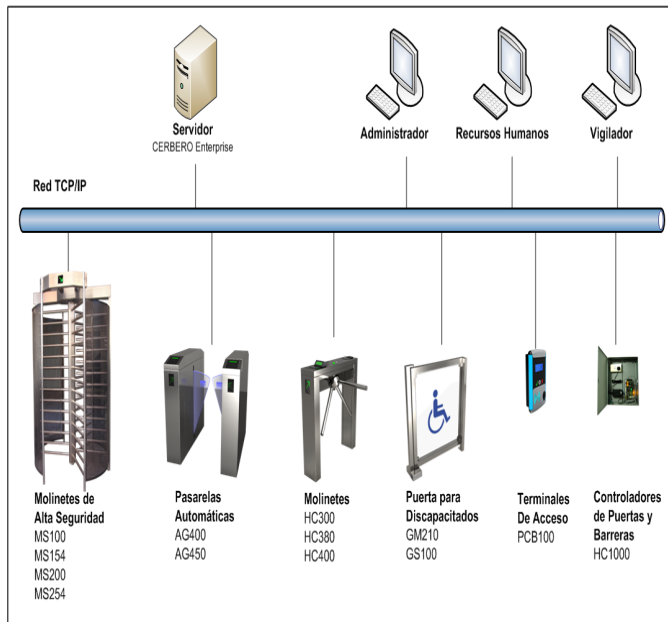 Servidor
CERBERO Enterprise
Administrador
Recursos Humanos
Vigilador
Red TCP/IP
Molinetes de
Alta Seguridad
MS100
MS154
MS200
MS254
Pasarelas
Automáticas
AG400
AG450
Molinetes
HC300
HC380
HC400
Puerta para
Discapacitados
GM210
GS100
Terminales
De Acceso
PCB100
Controladores
de Puertas y
Barreras
HC1000